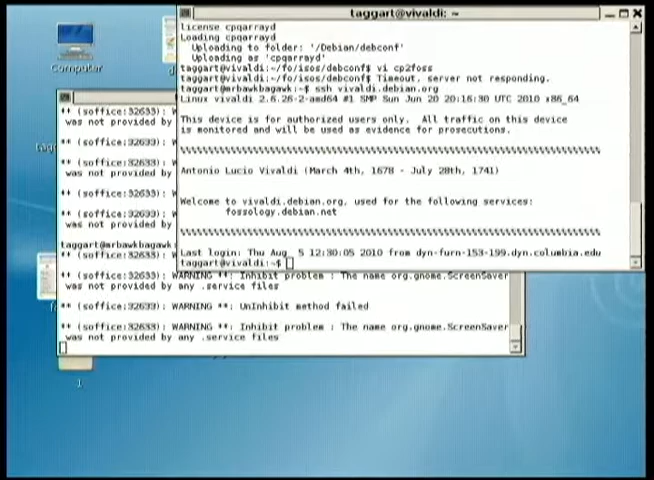 taggart@vivaldi: ~
license cpqarrayd
Loading cpqarrayd
Uploading to folder: '/Debian/debconf'
Uploading as 'cpqarrayd'
taggart@vivaldi:~/fo/isos/debconf$ vi cp2foss
taggart@vivaldi:~/fo/isos/debconf$ Timeout, server not responding.
taggart@mrbawkbagawk:~$ ssh vivaldi.debian.org
Linux vivaldi 2.6.26-2-amd64 #1 SMP Sun Jun 20 20:16:30 UTC 2010 x86_64
This device is for authorized users only.  All traffic on this device
is monitored and will be used as evidence for prosecutions.
Antonio Lucio Vivaldi (March 4th, 1678 - July 28th, 1741)
Welcome to vivaldi.debian.org, used for the following services:
fossology.debian.net
Last login: Thu Aug  5 12:30:05 2010 from dyn-furn-153-199.dyn.columbia.edu
taggart@vivaldi:~$
Computer
** (soffice:32633): W
was not provided by
** (soffice:32633): W
** (soffice:32633): W
was not provided by
** (soffice:32633): W
** (soffice:32633): W
was not provided by
taggart@mrbawkbagawk:
** (soffice:32633): W
** (soffice:32633): WARNING **: Inhibit problem : The name org.gnome.ScreenSaver
was not provided by any .service files
** (soffice:32633): WARNING **: UnInhibit method failed
** (soffice:32633): WARNING **: Inhibit problem : The name org.gnome.ScreenSaver
was not provided by any .service files
1